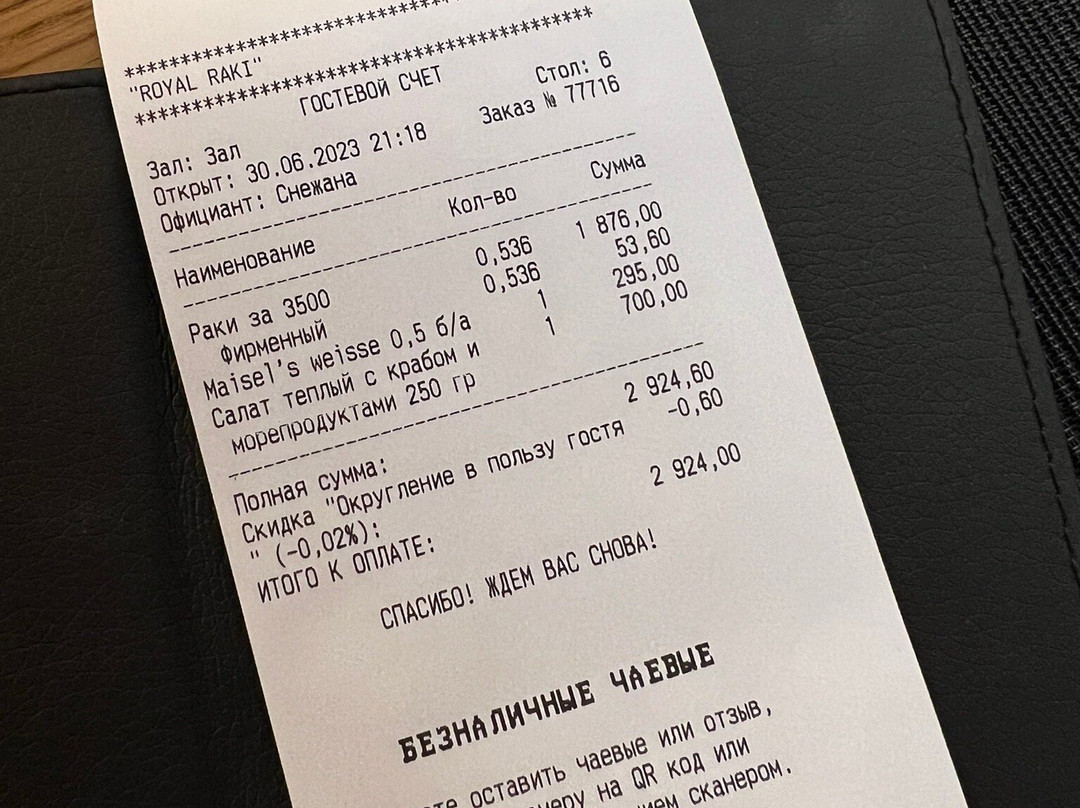 ****************************************
"ROYAL RAKI"
****************************************
ГОСТЕВОЙ СЧЕТ
Зал: Зал Стол: 6
Открыт: 30.06.2023 21:18 Заказ № 77716
Официант: Снежана
Наименование Кол-во Сумма
Раки за 3500 0,536 1 876,00
фирменный 0,536 53,60
Maisel's weisse 0,5 б/а 1 295,00
Салат теплый с крабом и 1 700,00
морепродуктами 250 гр
Полная сумма: 2 924,60
Скидка "Округление в пользу гостя -0,60
" (-0,02%):
ИТОГО К ОПЛАТЕ: 2 924,00
СПАСИБО! ЖДЕМ ВАС СНОВА!
БЕЗНАЛИЧНЫЕ ЧАЕВЫЕ
оставить чаевые или отзыв,
на QR код или
сканером.